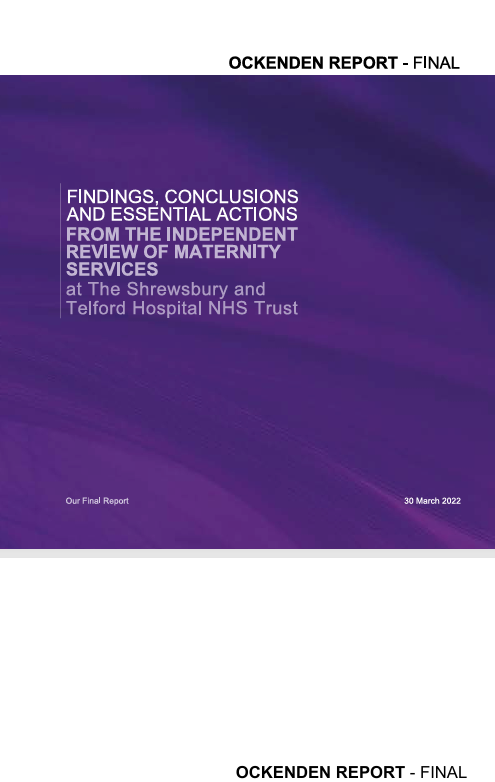 OCKENDEN REPORT - FINAL
FINDINGS, CONCLUSIONS
AND ESSENTIAL ACTIONS
FROM THE INDEPENDENT
REVIEW OF MATERNITY
SERVICES
at The Shrewsbury and
Telford Hospital NHS Trust
Our Final Report
30 March 2022
OCKENDEN REPORT - FINAL